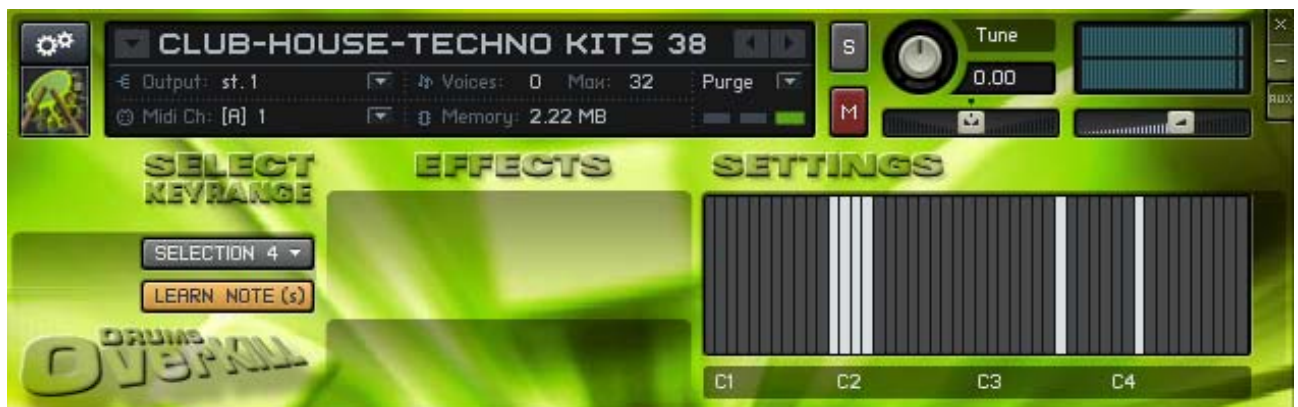 CLUB-HOUSE-TECHNO KITS 38
Output: st. 1
Voices: 0 Max: 32
Purge
Midi Ch: [A] 1
Memory: 2.22 MB
S
M
Tune
0.00
×
–
AUX
SELECT
KEYRANGE
EFFECTS
SETTINGS
SELECTION 4
LEARN NOTE (s)
DRUMS
OVERKILL
C1 C2 C3 C4